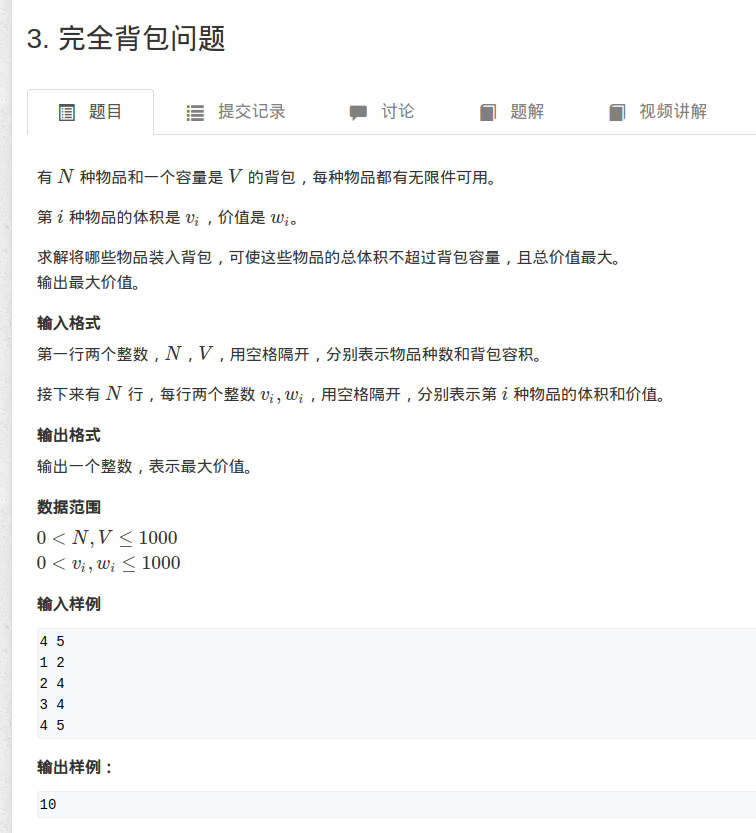 3. 完全背包问题
题目 提交记录 讨论 题解 视频讲解
有 N 种物品和一个容量是 V 的背包，每种物品都有无限件可用。
第 i 种物品的体积是 vᵢ，价值是 wᵢ。
求解将哪些物品装入背包，可使这些物品的总体积不超过背包容量，且总价值最大。
输出最大价值。
输入格式
第一行两个整数，N，V，用空格隔开，分别表示物品种数和背包容积。
接下来有 N 行，每行两个整数 vᵢ, wᵢ，用空格隔开，分别表示第 i 种物品的体积和价值。
输出格式
输出一个整数，表示最大价值。
数据范围
0 < N, V ≤ 1000
0 < vᵢ, wᵢ ≤ 1000
输入样例
4 5
1 2
2 4
3 4
4 5
输出样例：
10